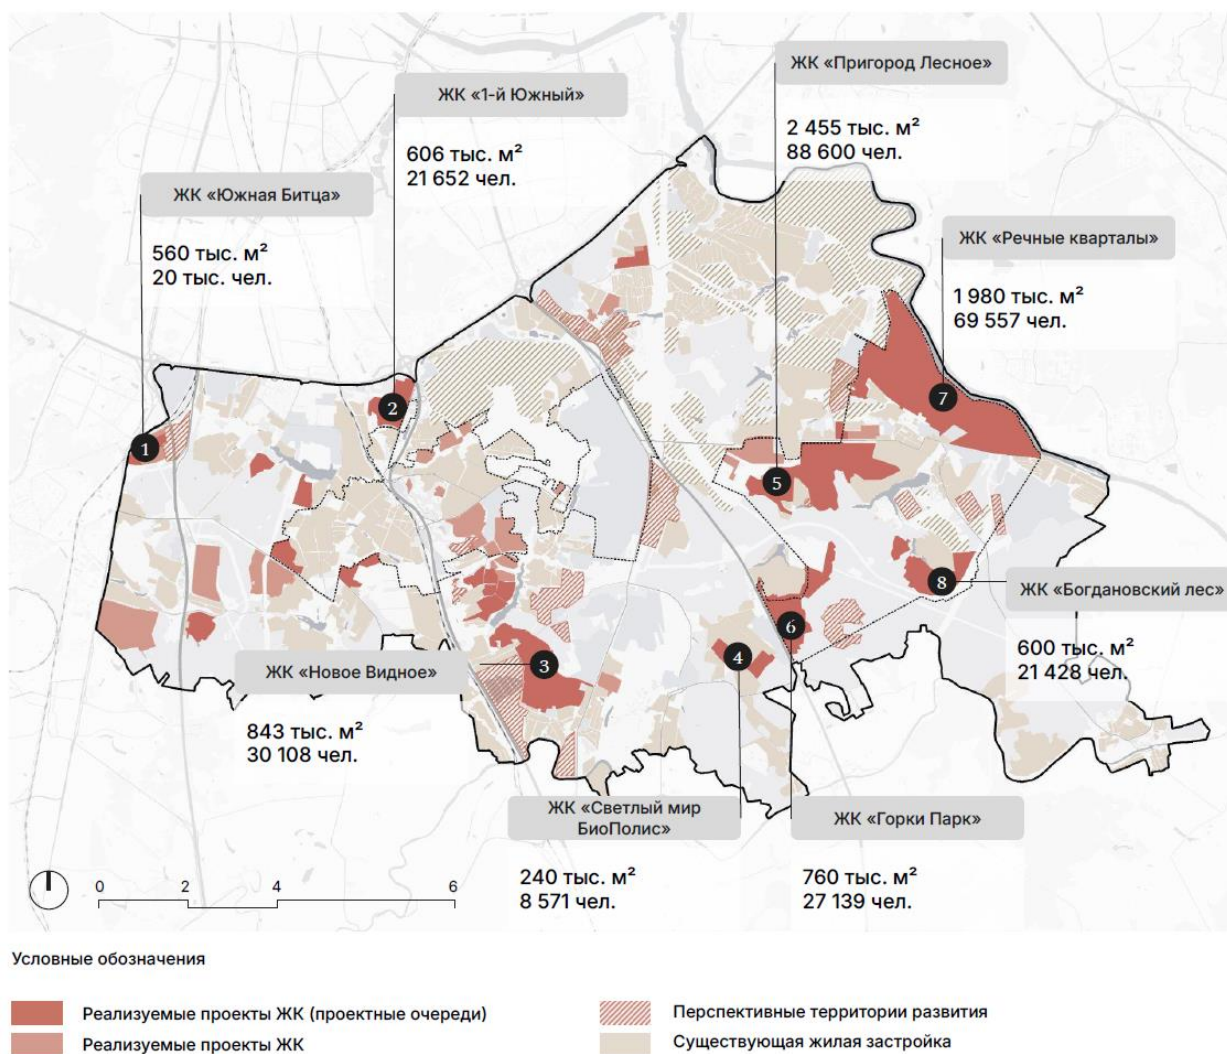 ЖК «Пригород Лесное»
2 455 тыс. м²
88 600 чел.
ЖК «1-й Южный»
606 тыс. м²
21 652 чел.
ЖК «Южная Битца»
560 тыс. м²
20 тыс. чел.
ЖК «Речные кварталы»
1 980 тыс. м²
69 557 чел.
1
2
7
5
8
ЖК «Богдановский лес»
600 тыс. м²
21 428 чел.
6
4
3
ЖК «Новое Видное»
843 тыс. м²
30 108 чел.
ЖК «Светлый мир
БиоПолис»
240 тыс. м²
8 571 чел.
ЖК «Горки Парк»
760 тыс. м²
27 139 чел.
0 2 4 6
Условные обозначения
Реализуемые проекты ЖК (проектные очереди)
Реализуемые проекты ЖК
Перспективные территории развития
Существующая жилая застройка